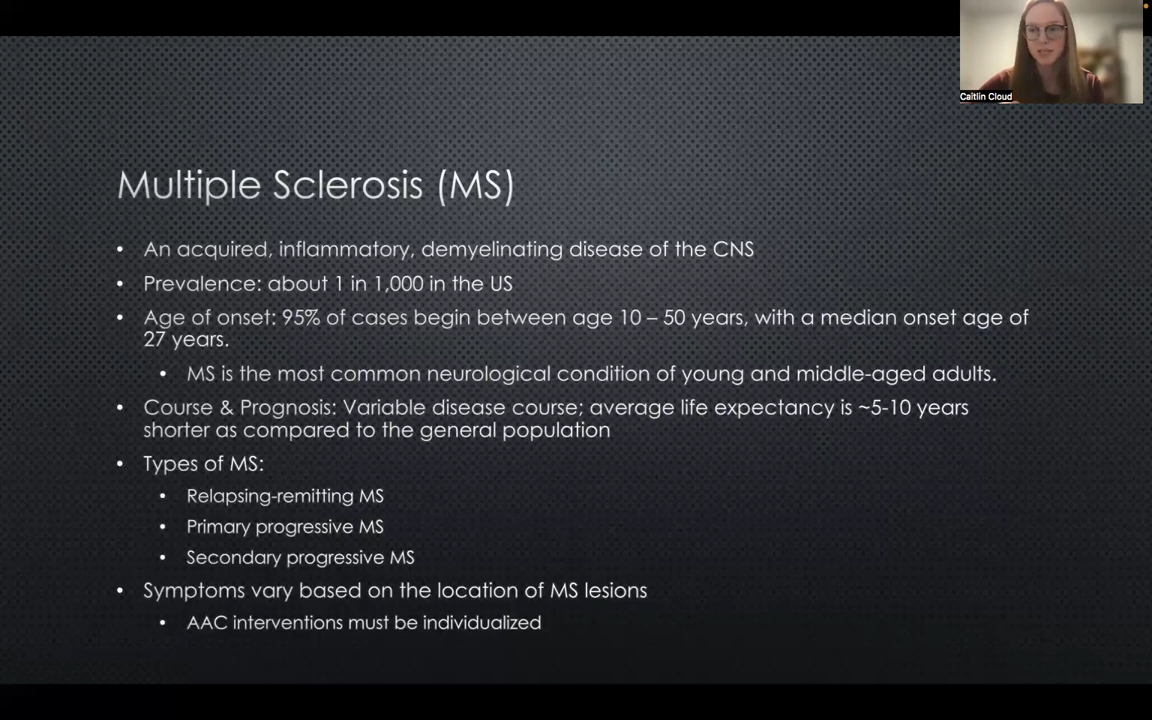 Caitlin Cloud
Multiple Sclerosis (MS)
• An acquired, inflammatory, demyelinating disease of the CNS
• Prevalence: about 1 in 1,000 in the US
• Age of onset: 95% of cases begin between age 10 – 50 years, with a median onset age of
27 years.
• MS is the most common neurological condition of young and middle-aged adults.
• Course & Prognosis: Variable disease course; average life expectancy is ~5-10 years
shorter as compared to the general population
• Types of MS:
• Relapsing-remitting MS
• Primary progressive MS
• Secondary progressive MS
• Symptoms vary based on the location of MS lesions
• AAC interventions must be individualized